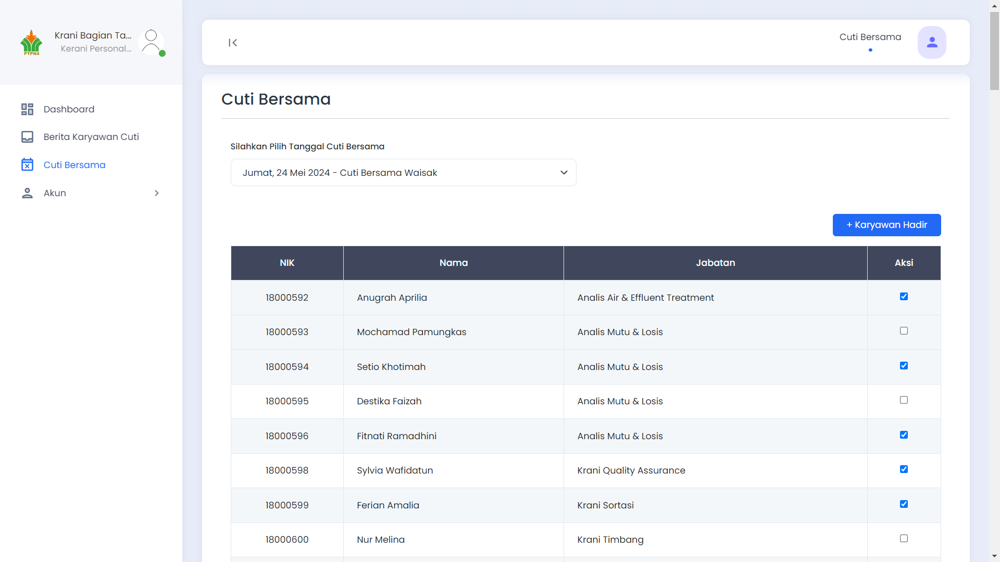 PTPN4
Krani Bagian Ta...
Kerani Personal...
Dashboard
Berita Karyawan Cuti
Cuti Bersama
Akun
Cuti Bersama
Cuti Bersama
Silahkan Pilih Tanggal Cuti Bersama
Jumat, 24 Mei 2024 - Cuti Bersama Waisak
+ Karyawan Hadir
NIK Nama Jabatan Aksi
18000592 Anugrah Aprilia Analis Air & Effluent Treatment
18000593 Mochamad Pamungkas Analis Mutu & Losis
18000594 Setio Khotimah Analis Mutu & Losis
18000595 Destika Faizah Analis Mutu & Losis
18000596 Fitnati Ramadhini Analis Mutu & Losis
18000598 Sylvia Wafidatun Krani Quality Assurance
18000599 Ferian Amalia Krani Sortasi
18000600 Nur Melina Krani Timbang